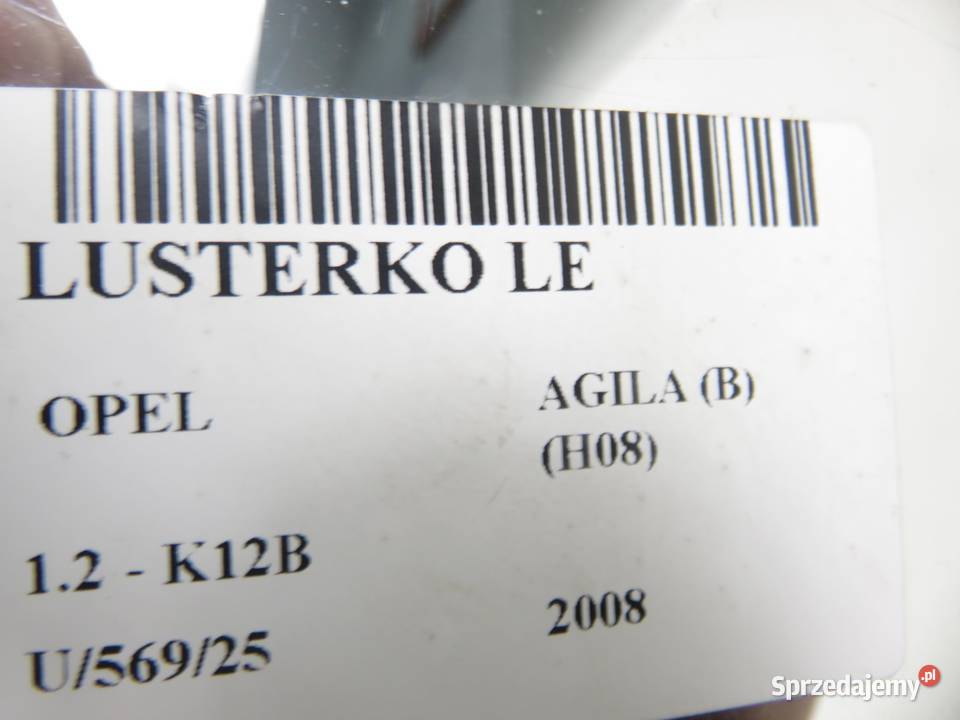 LUSTERKO LE
OPEL
AGILA (B)
(H08)
1.2 - K12B
2008
U/569/25
Sprzedajemy.pl